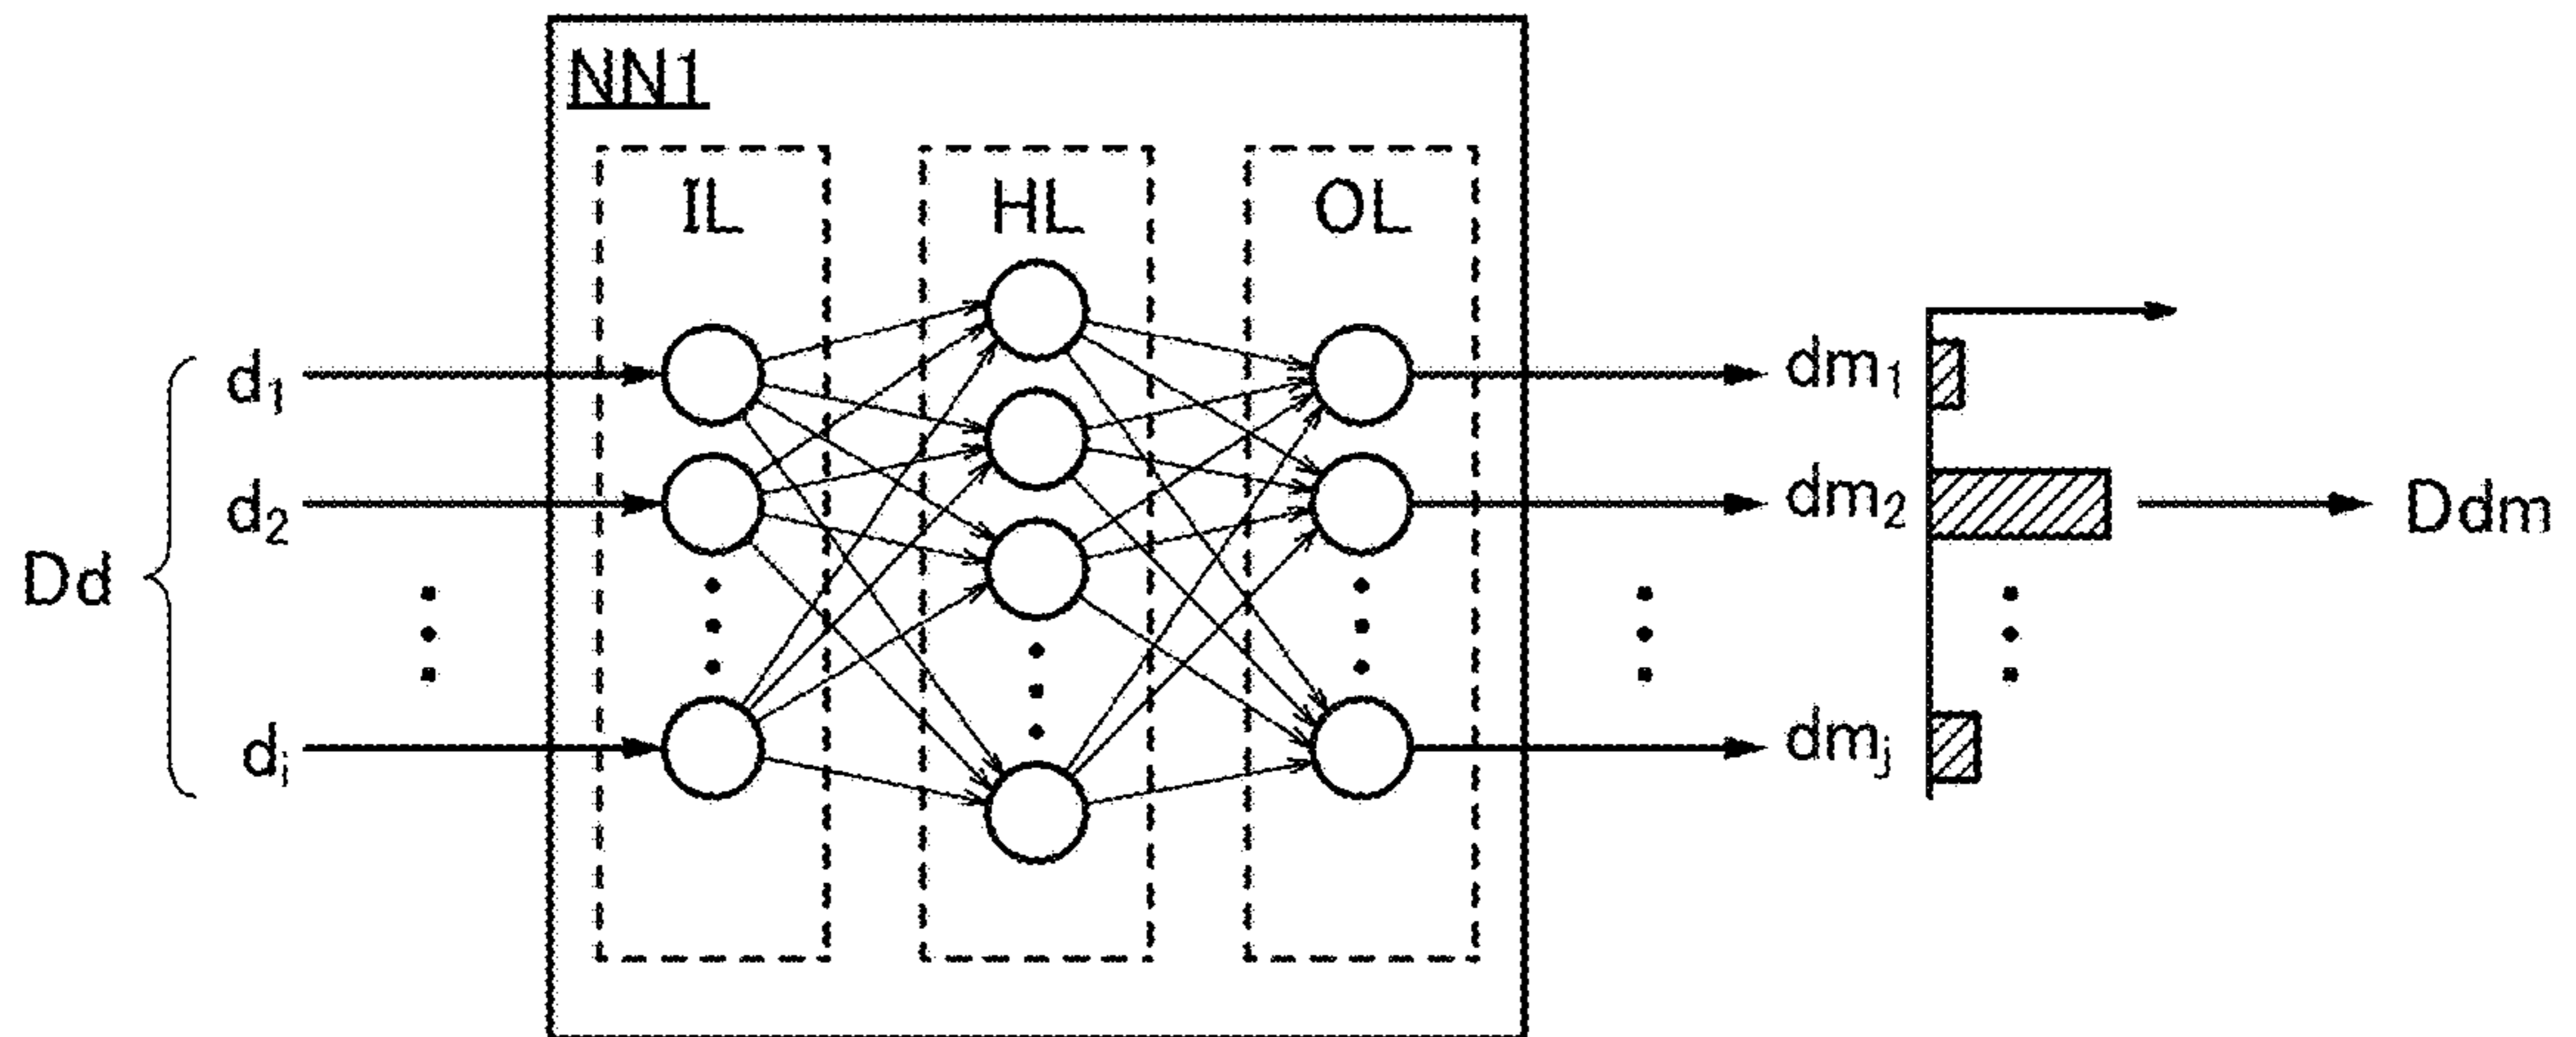 NN1
IL HL OL
d₁ dm₁
d₂ dm₂ Ddm
Dd
dᵢ dmⱼ